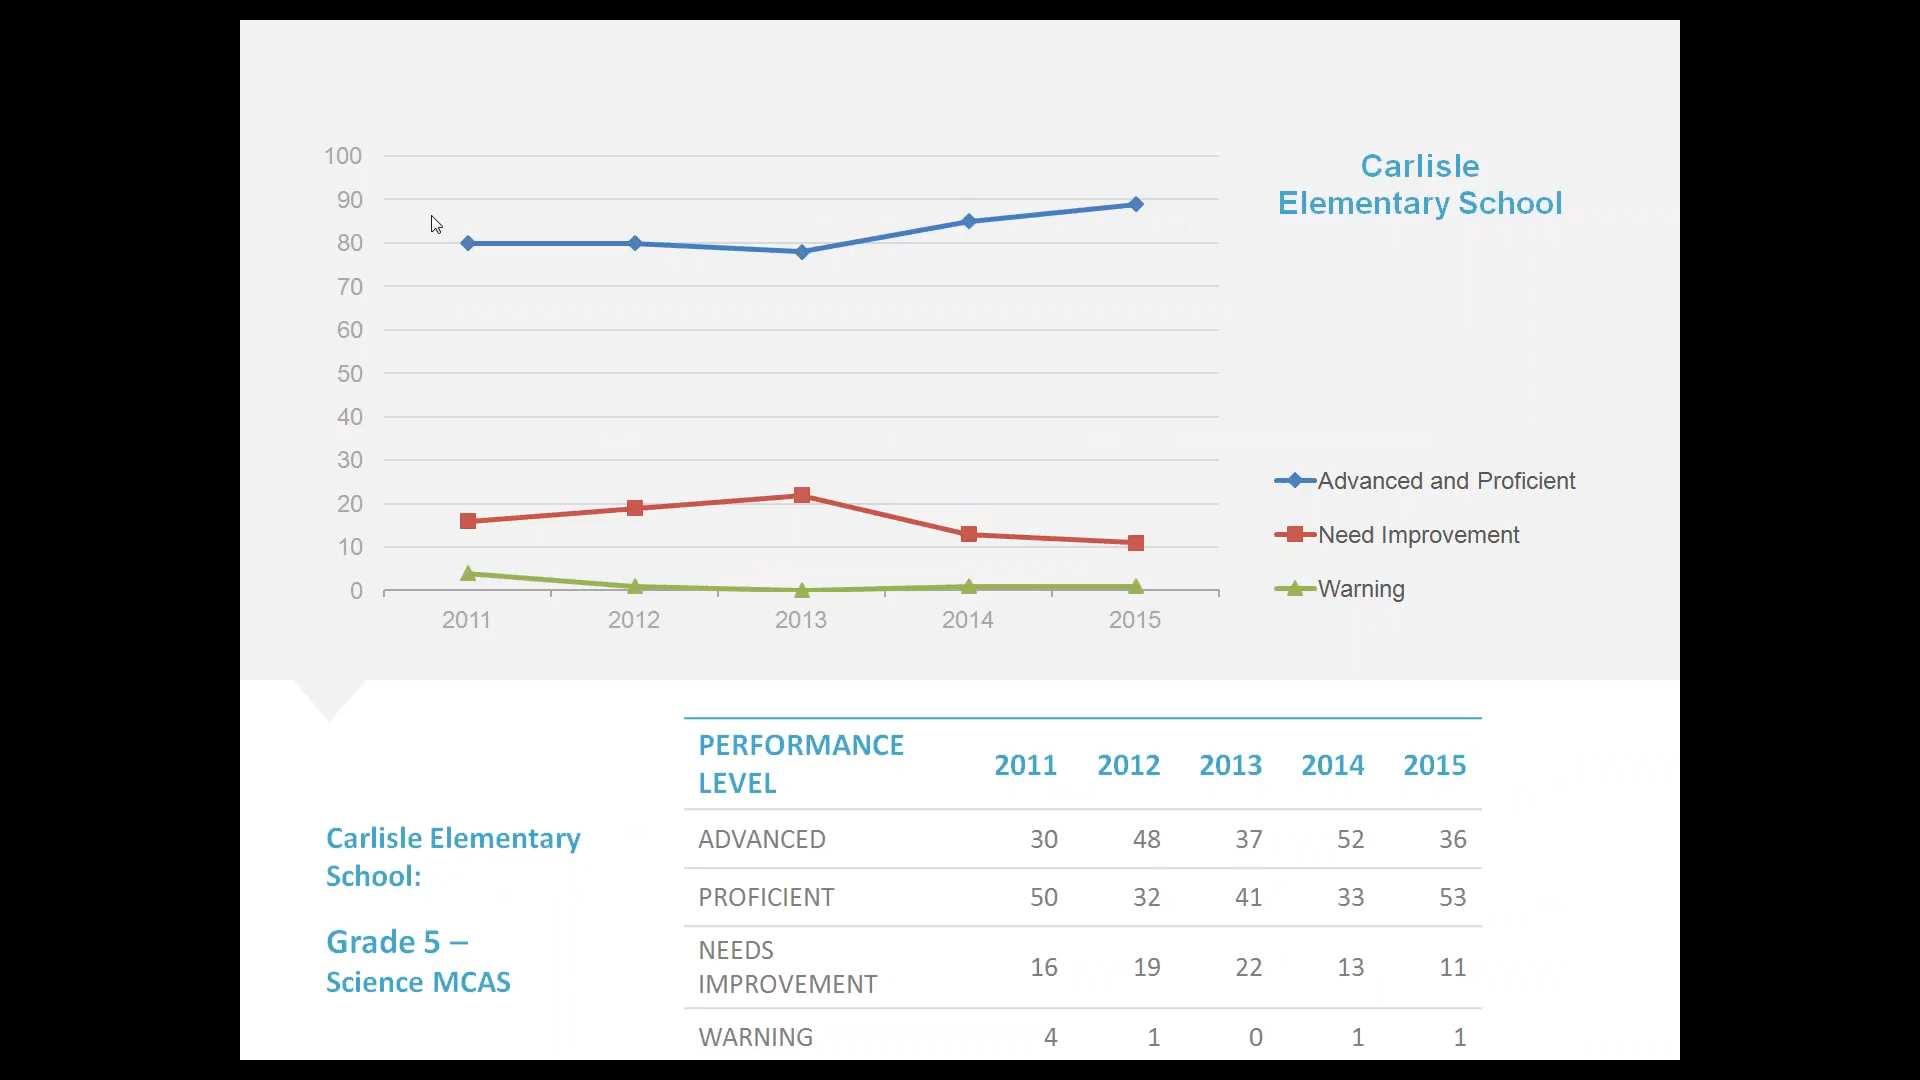 Carlisle
Elementary School
100
90
80
70
60
50
40
30
20
10
0
2011 2012 2013 2014 2015
Advanced and Proficient
Need Improvement
Warning
Carlisle Elementary
School:
Grade 5 –
Science MCAS
PERFORMANCE
LEVEL 2011 2012 2013 2014 2015
ADVANCED 30 48 37 52 36
PROFICIENT 50 32 41 33 53
NEEDS
IMPROVEMENT 16 19 22 13 11
WARNING 4 1 0 1 1